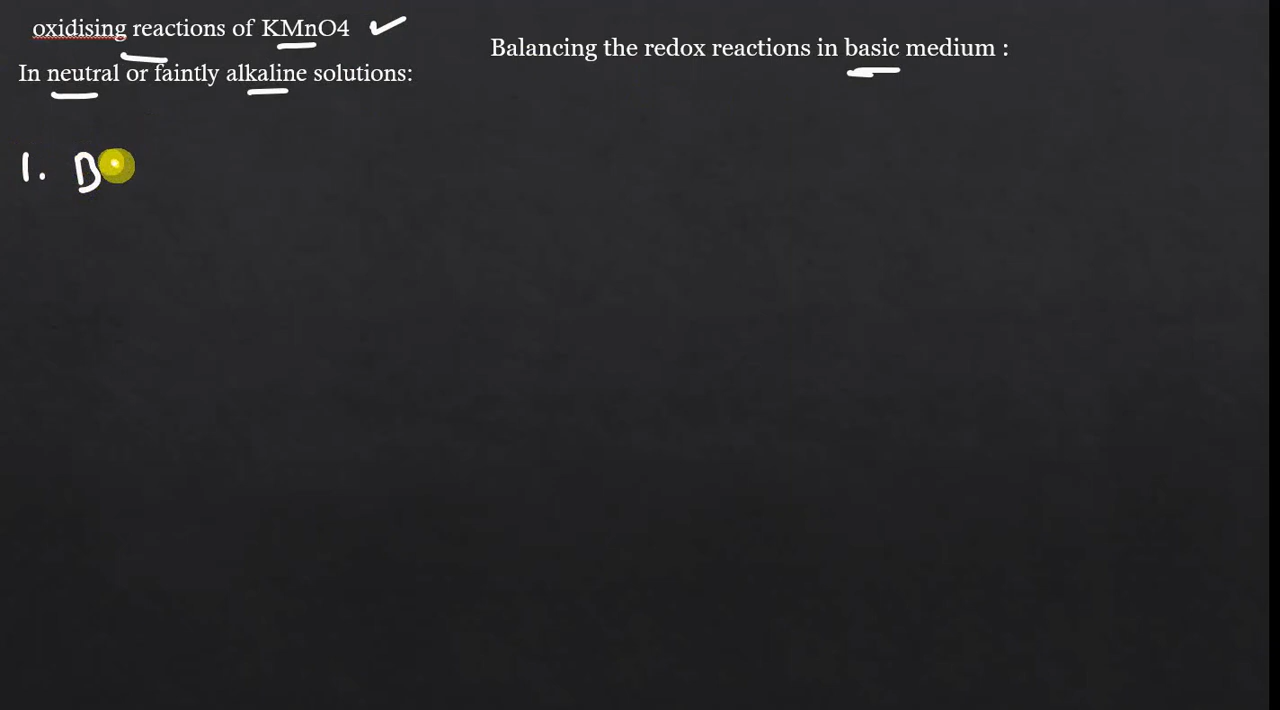 oxidising reactions of KMnO4
In neutral or faintly alkaline solutions:
Balancing the redox reactions in basic medium :
1. B